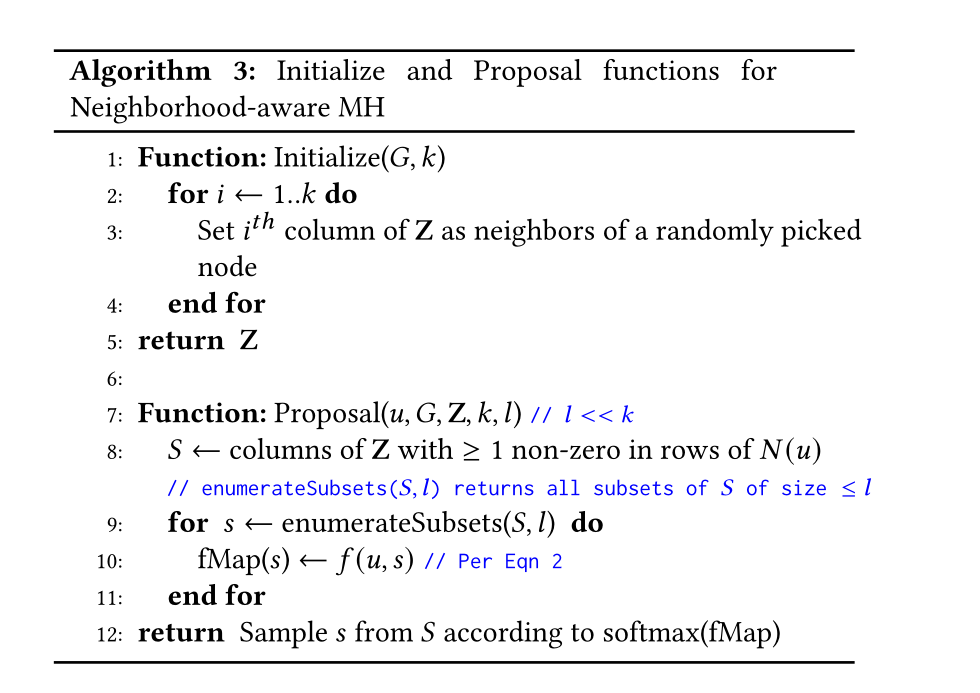 Algorithm 3: Initialize and Proposal functions for
Neighborhood-aware MH
1: Function: Initialize(G, k)
2: for i ← 1..k do
3: Set i^{th} column of Z as neighbors of a randomly picked
node
4: end for
5: return Z
6:
7: Function: Proposal(u, G, Z, k, l) // l << k
8: S ← columns of Z with ≥ 1 non-zero in rows of N(u)
// enumerateSubsets(S, l) returns all subsets of S of size ≤ l
9: for s ← enumerateSubsets(S, l) do
10: fMap(s) ← f(u, s) // Per Eqn 2
11: end for
12: return Sample s from S according to softmax(fMap)